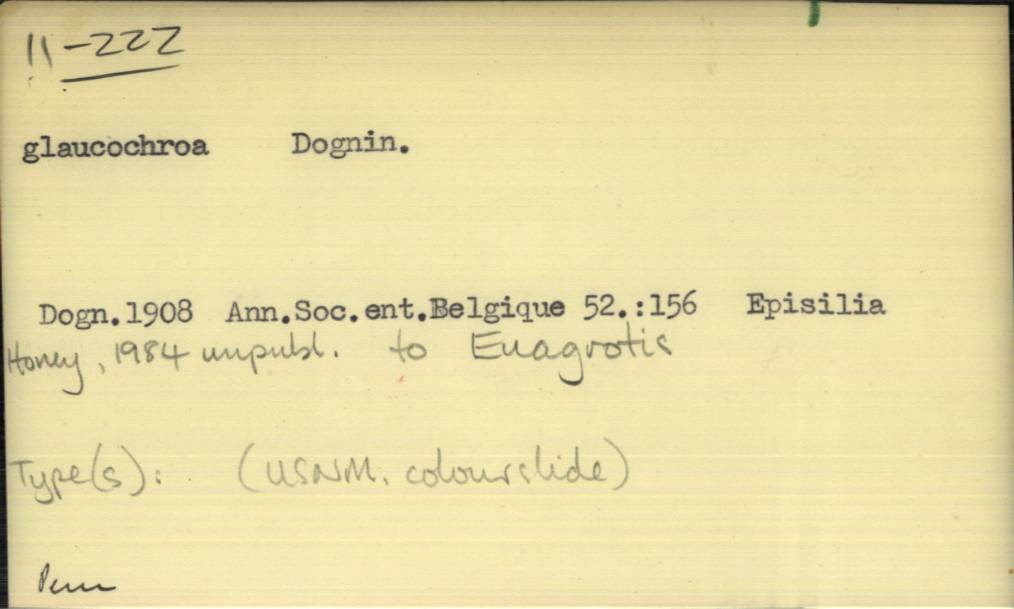 11-222
glaucochroa Dognin.
Dogn.1908 Ann.Soc.ent.Belgique 52.:156 Episilia
Honey, 1984 unpubl. to Euagrotis
Type(s): (USNM. colourslide)
Peru